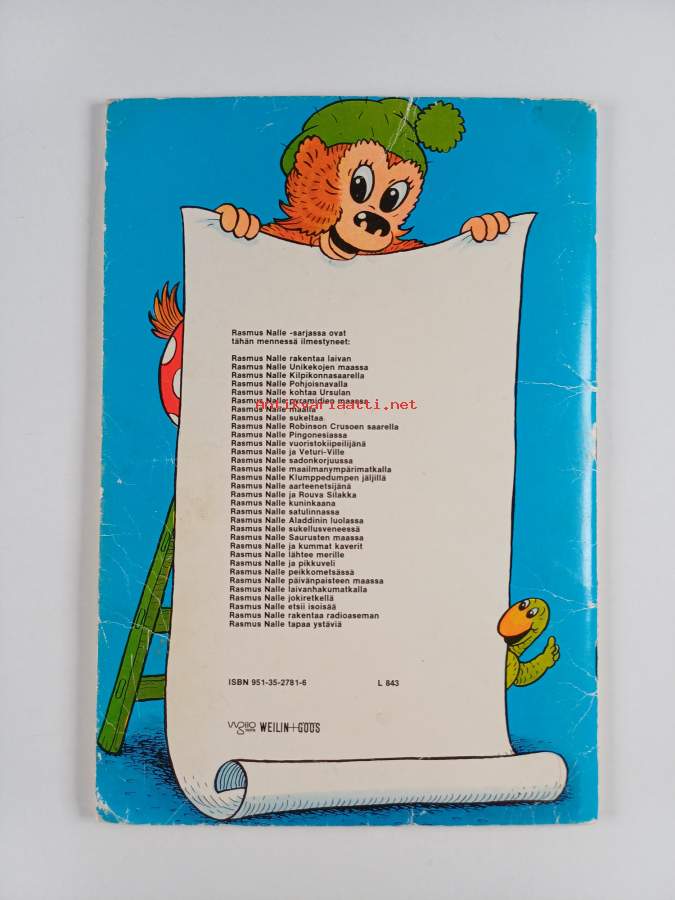 Rasmus Nalle -sarjassa ovat
tähän mennessä ilmestyneet:
Rasmus Nalle rakentaa laivan
Rasmus Nalle Unikekojen maassa
Rasmus Nalle Kilpikonnasaarella
Rasmus Nalle Pohjoisnavalla
Rasmus Nalle kohtaa Ursulan
Rasmus Nalle pyramidien maassa
antikvariaatti.net
Rasmus Nalle maalla
Rasmus Nalle sukeltaa
Rasmus Nalle Robinson Crusoen saarella
Rasmus Nalle Pingonesiassa
Rasmus Nalle vuoristokiipeilijänä
Rasmus Nalle ja Veturi-Ville
Rasmus Nalle sadonkorjuussa
Rasmus Nalle maailmanympärimatkalla
Rasmus Nalle Klumppedumpen jäljillä
Rasmus Nalle aarteenetsijänä
Rasmus Nalle ja Rouva Silakka
Rasmus Nalle kuninkaana
Rasmus Nalle satulinnassa
Rasmus Nalle Aladdinin luolassa
Rasmus Nalle sukellusveneessä
Rasmus Nalle Saurusten maassa
Rasmus Nalle ja kummat kaverit
Rasmus Nalle lähtee merille
Rasmus Nalle ja pikkuveli
Rasmus Nalle peikkometsässä
Rasmus Nalle päivänpaisteen maassa
Rasmus Nalle laivanhakumatkalla
Rasmus Nalle jokiretkellä
Rasmus Nalle etsii isoisää
Rasmus Nalle rakentaa radioaseman
Rasmus Nalle tapaa ystäviä
ISBN 951-35-2781-6 L 843
WEILIN+GÖÖS